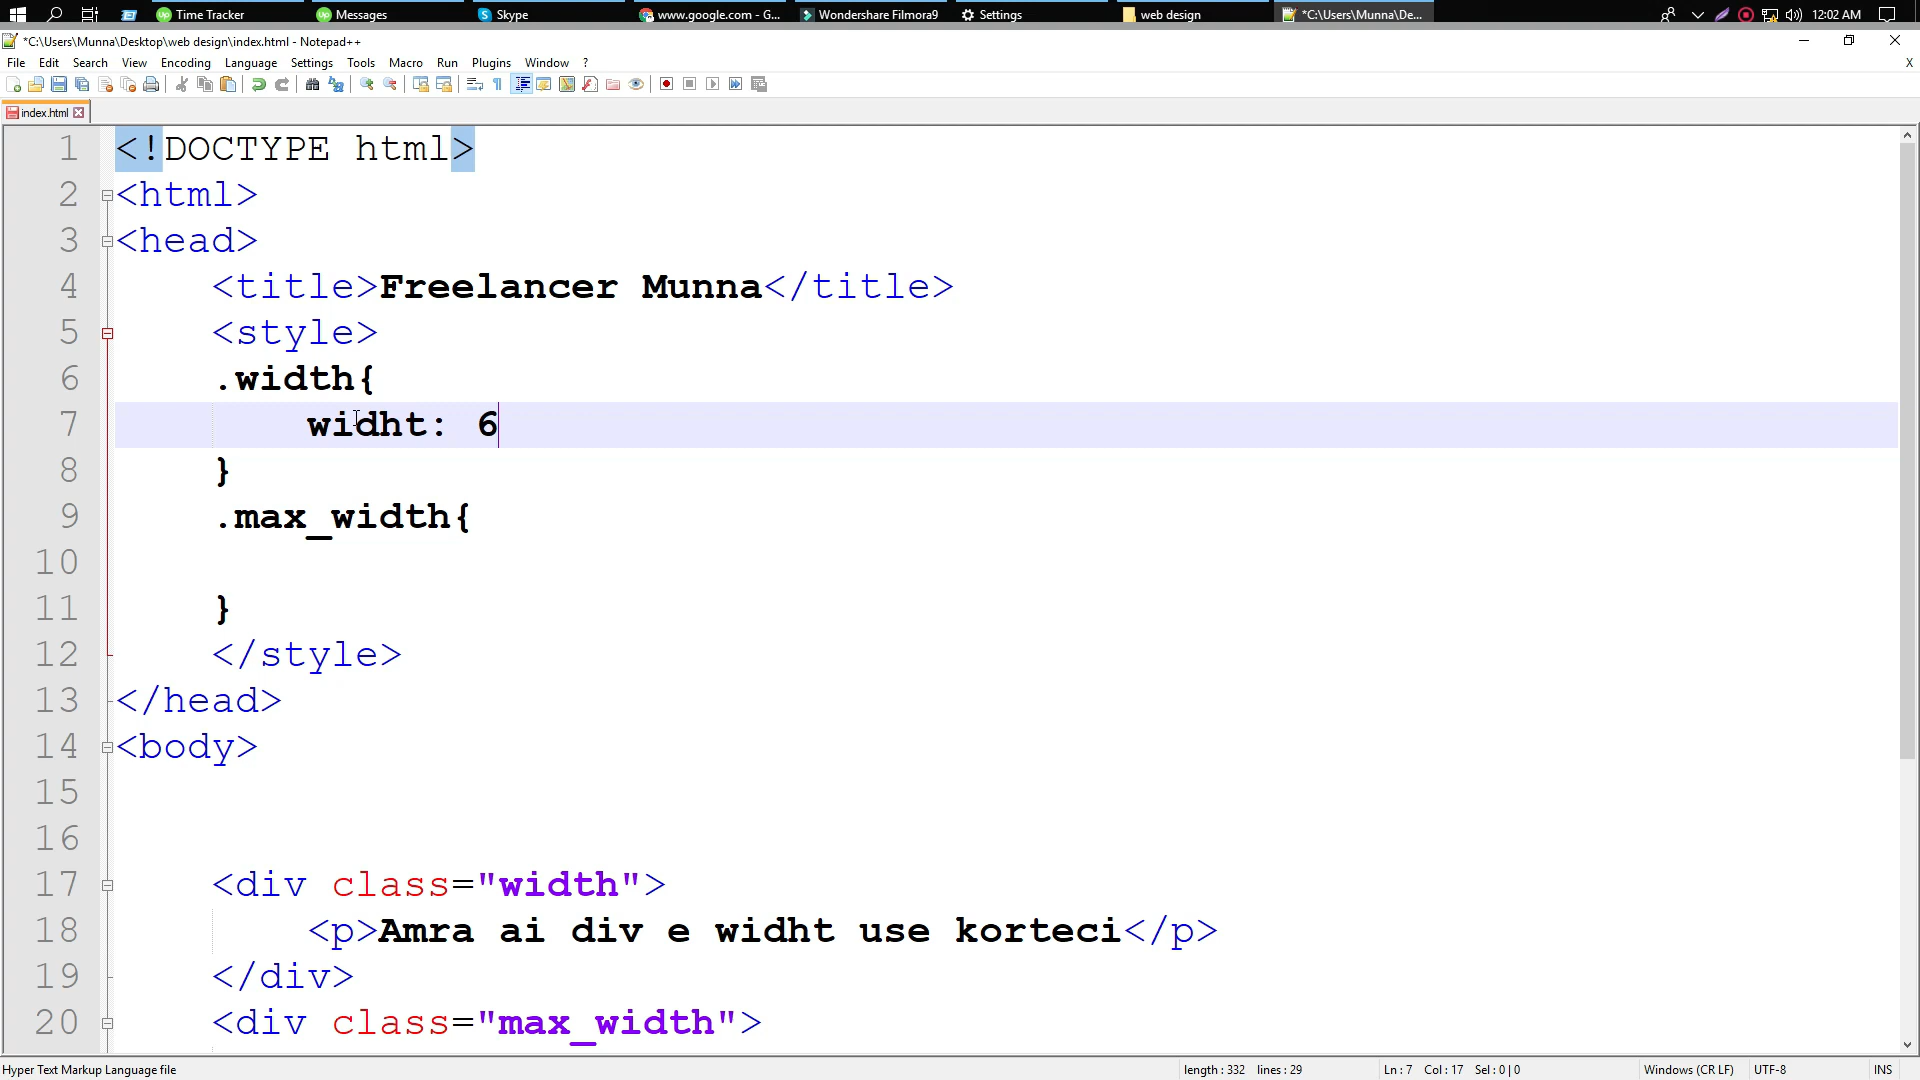 Time Tracker Messages Skype www.google.com - G... Wondershare Filmora9 Settings web design *C:\Users\Munna\De... 12:02 AM
*C:\Users\Munna\Desktop\web design\index.html - Notepad++
File Edit Search View Encoding Language Settings Tools Macro Run Plugins Window ? X
index.html
1 <!DOCTYPE html>
2 <html>
3 <head>
4 <title>Freelancer Munna</title>
5 <style>
6 .width{
7 widht: 6
8 }
9 .max_width{
10
11 }
12 </style>
13 </head>
14 <body>
15
16
17 <div class="width">
18 <p>Amra ai div e widht use korteci</p>
19 </div>
20 <div class="max_width">
Hyper Text Markup Language file length : 332 lines : 29 Ln : 7 Col : 17 Sel : 0 | 0 Windows (CR LF) UTF-8 INS